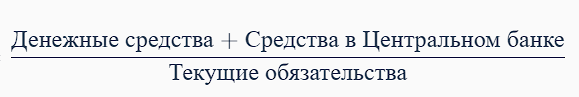 Денежные средства + Средства в Центральном банке
Текущие обязательства